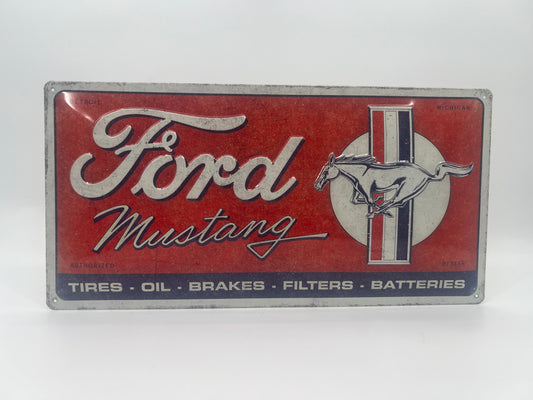 DETROIT
MICHIGAN
Ford
Mustang
AUTHORIZED
DEALER
TIRES - OIL - BRAKES - FILTERS - BATTERIES